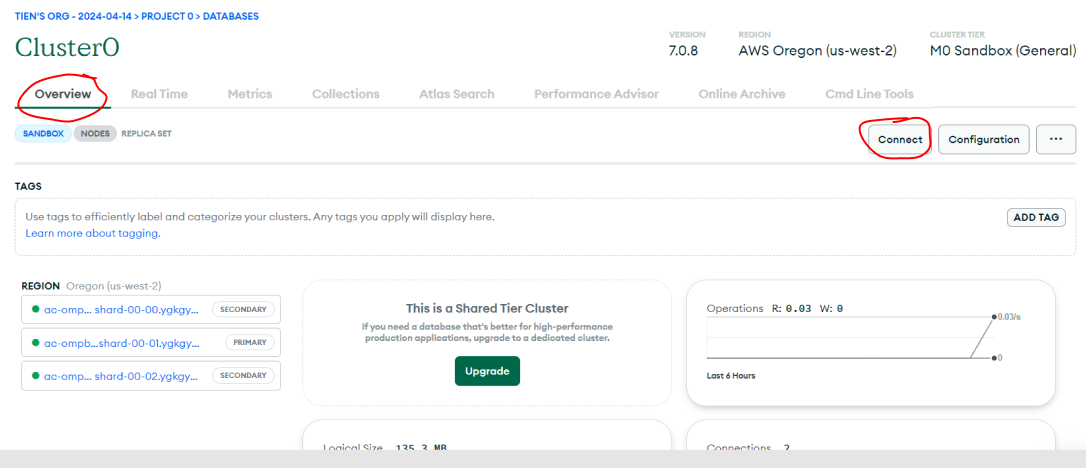 TIEN'S ORG - 2024-04-14 > PROJECT 0 > DATABASES
Cluster0
VERSION
7.0.8
REGION
AWS Oregon (us-west-2)
CLUSTER TIER
M0 Sandbox (General)
Overview Real Time Metrics Collections Atlas Search Performance Advisor Online Archive Cmd Line Tools
SANDBOX NODES REPLICA SET
Connect Configuration ...
TAGS
Use tags to efficiently label and categorize your clusters. Any tags you apply will display here.
Learn more about tagging.
ADD TAG
REGION Oregon (us-west-2)
ac-omp... shard-00-00.ygkgy... SECONDARY
ac-ompb...shard-00-01.ygkgy... PRIMARY
ac-omp... shard-00-02.ygkgy... SECONDARY
This is a Shared Tier Cluster
If you need a database that's better for high-performance
production applications, upgrade to a dedicated cluster.
Upgrade
Operations R: 0.03 W: 0
0.03/s
0
Last 6 Hours
Logical Size 135.3 MB
Connections 2